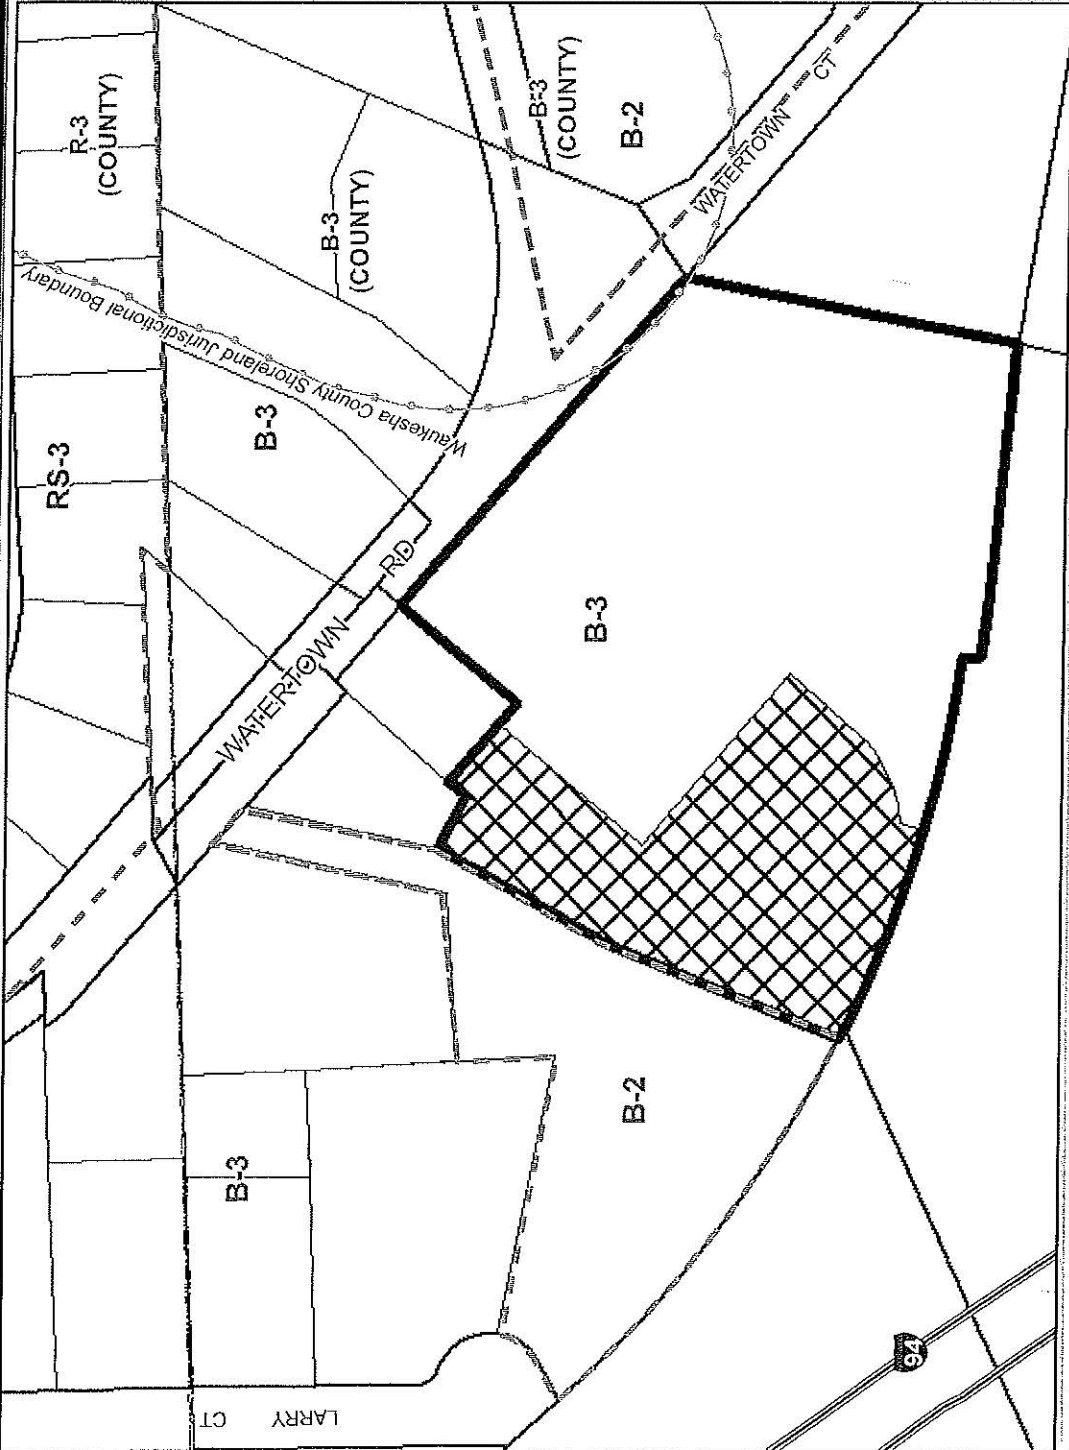 R-3
(COUNTY)
RS-3
B-3
(COUNTY)
B-3
(COUNTY)
B-2
WATERTOWN CT
Waukesha County Shoreland Jurisdictional Boundary
B-3
WATERTOWN RD
B-3
B-2
B-3
LARRY CT
94